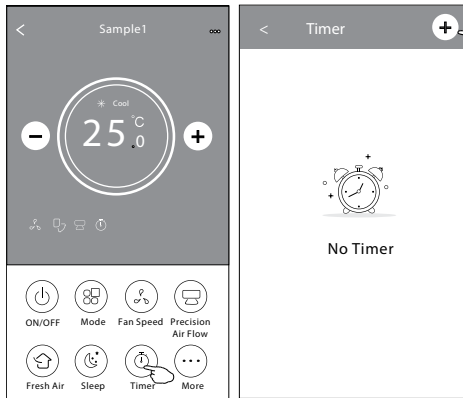 < Sample1
Cool
25.0 °C
ON/OFF Mode Fan Speed Precision
Air Flow
Fresh Air Sleep Timer More
< Timer
No Timer